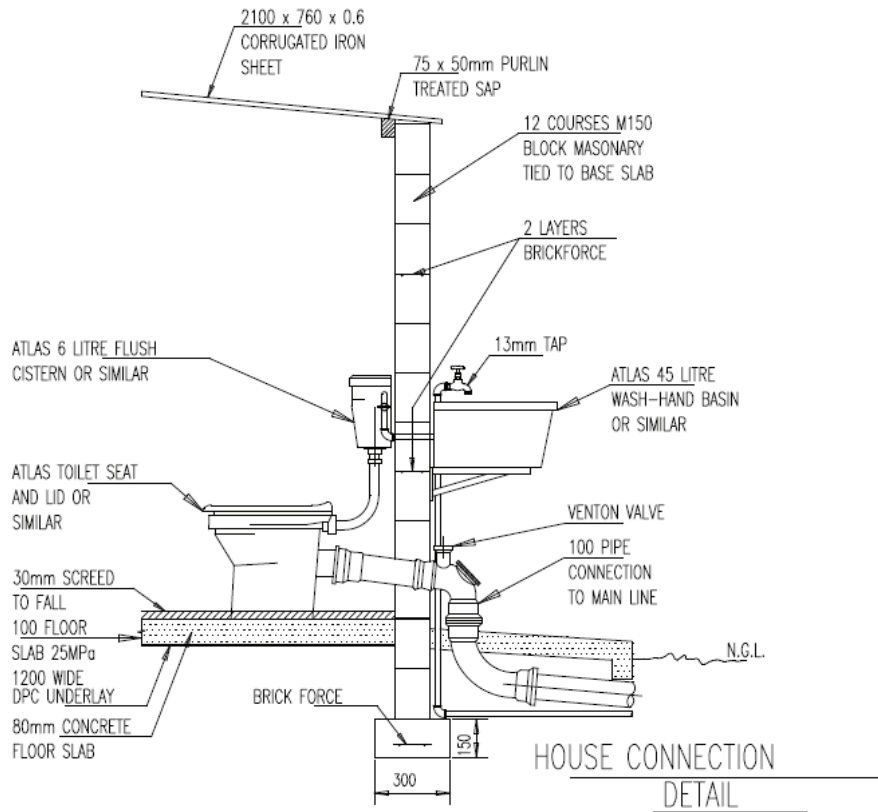 2100 x 760 x 0.6
CORRUGATED IRON
SHEET
75 x 50mm PURLIN
TREATED SAP
12 COURSES M150
BLOCK MASONARY
TIED TO BASE SLAB
2 LAYERS
BRICKFORCE
ATLAS 6 LITRE FLUSH
CISTERN OR SIMILAR
13mm TAP
ATLAS 45 LITRE
WASH-HAND BASIN
OR SIMILAR
ATLAS TOILET SEAT
AND LID OR
SIMILAR
VENTON VALVE
100 PIPE
CONNECTION
TO MAIN LINE
30mm SCREED
TO FALL
100 FLOOR
SLAB 25MPa
1200 WIDE
DPC UNDERLAY
80mm CONCRETE
FLOOR SLAB
N.G.L.
BRICK FORCE
150
300
HOUSE CONNECTION
DETAIL